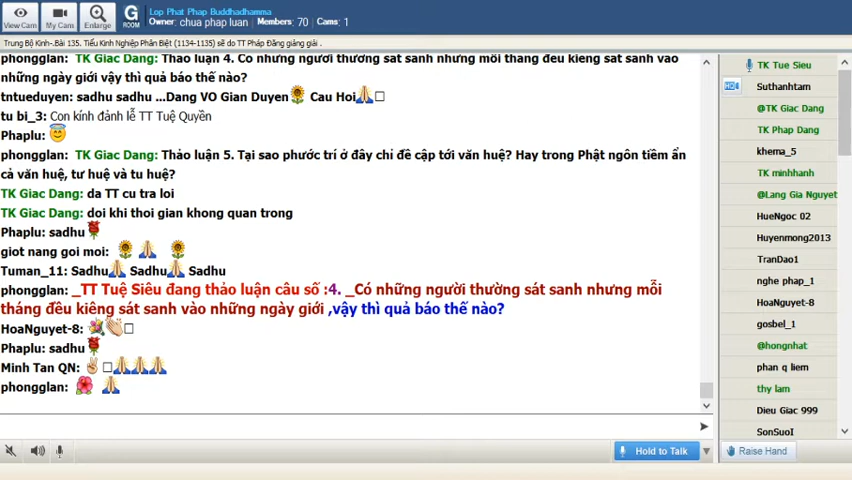 View Cam
My Cam
Enlarge
G
ROOM
Lop Phat Phap Buddhadhamma
Owner: chua phap luan Members: 70 Cams: 1
Trung Bộ Kinh-.Bài 135. Tiểu Kinh Nghiệp Phân Biệt (1134-1135) sẽ do TT Pháp Đăng giảng giải .
phongglan: TK Giac Dang: Thảo luận 4. Có những người thường sát sanh nhưng mỗi tháng đều kiêng sát sanh vào
những ngày giới vậy thì quả báo thế nào?
tntueduyen: sadhu sadhu ...Dang VO Gian Duyen Cau Hoi
tu bi_3: Con kính đảnh lễ TT Tuệ Quyền
Phaplu:
phongglan: TK Giac Dang: Thảo luận 5. Tại sao phước trí ở đây chỉ đề cập tới văn huệ? Hay trong Phật ngôn tiềm ẩn
cả văn huệ, tư huệ và tu huệ?
TK Giac Dang: da TT cu tra loi
TK Giac Dang: doi khi thoi gian khong quan trong
Phaplu: sadhu
giot nang goi moi:
Tuman_11: Sadhu Sadhu Sadhu
phongglan: _TT Tuệ Siêu đang thảo luận câu số :4. _Có những người thường sát sanh nhưng mỗi
tháng đều kiêng sát sanh vào những ngày giới ,vậy thì quả báo thế nào?
HoaNguyet-8:
Phaplu: sadhu
Minh Tan QN:
phongglan:
Hold to Talk
TK Tue Sieu
Suthanhtam
@TK Giac Dang
TK Phap Dang
khema_5
TK minhhanh
@Lang Gia Nguyet
HueNgoc 02
Huyenmong2013
TranDao1
nghe phap_1
HoaNguyet-8
gosbel_1
@hongnhat
phan q liem
thy lam
Dieu Giac 999
SonSuoI
Raise Hand